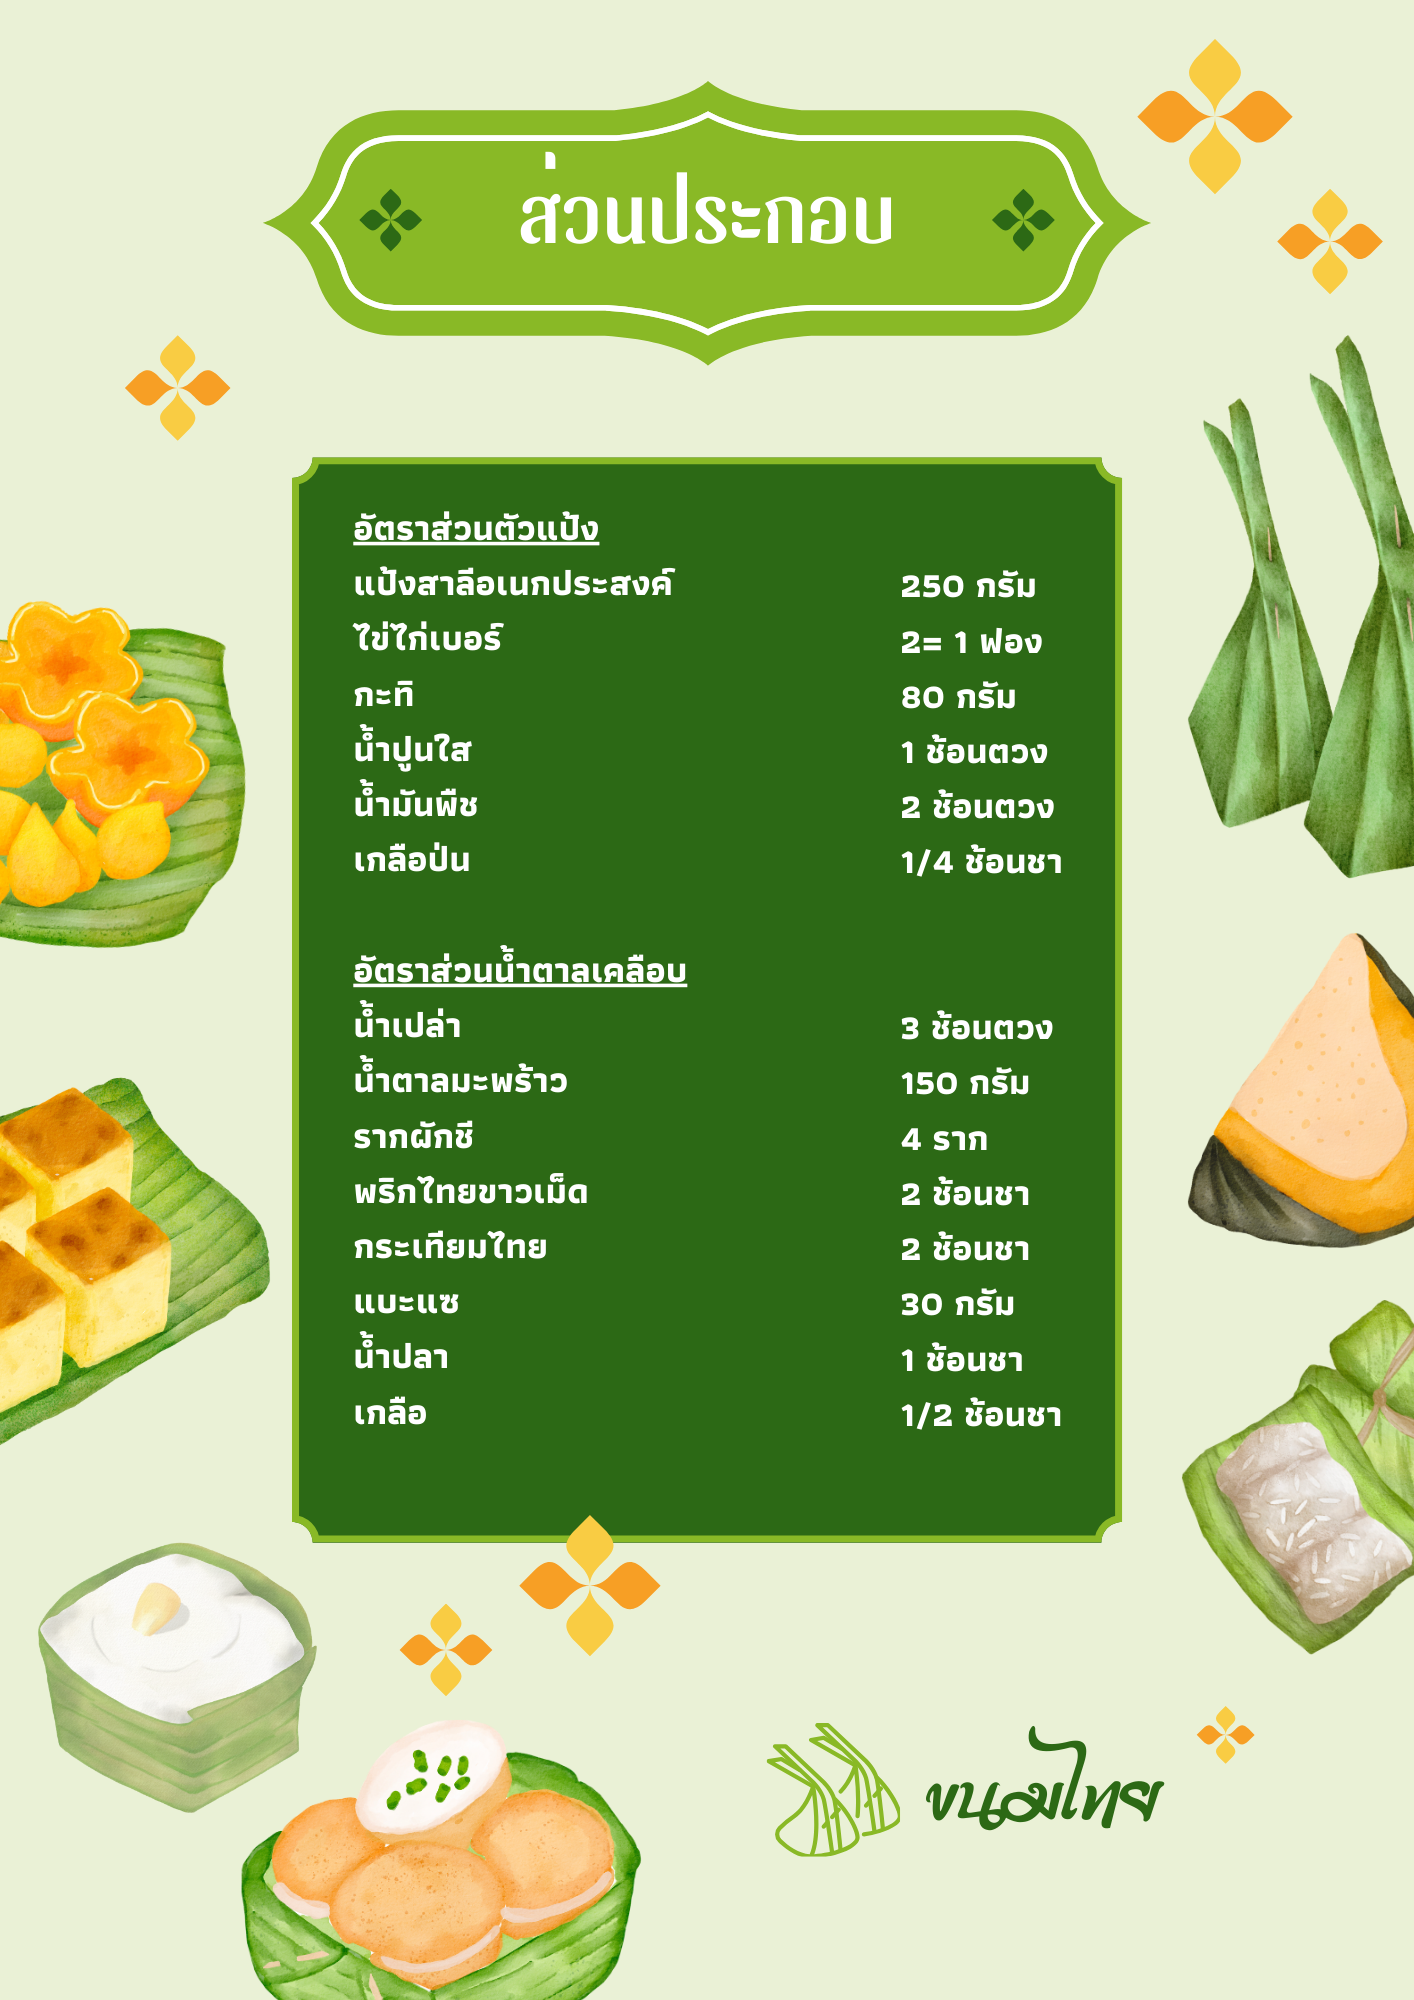 ส่วนประกอบ
อัตราส่วนตัวแป้ง
แป้งสาลีอเนกประสงค์ 250 กรัม
ไข่ไก่เบอร์ 2= 1 ฟอง
กะทิ 80 กรัม
น้ำปูนใส 1 ช้อนตวง
น้ำมันพืช 2 ช้อนตวง
เกลือป่น 1/4 ช้อนชา
อัตราส่วนน้ำตาลเคลือบ
น้ำเปล่า 3 ช้อนตวง
น้ำตาลมะพร้าว 150 กรัม
รากผักชี 4 ราก
พริกไทยขาวเม็ด 2 ช้อนชา
กระเทียมไทย 2 ช้อนชา
แบะแซ 30 กรัม
น้ำปลา 1 ช้อนชา
เกลือ 1/2 ช้อนชา
ขนมไทย